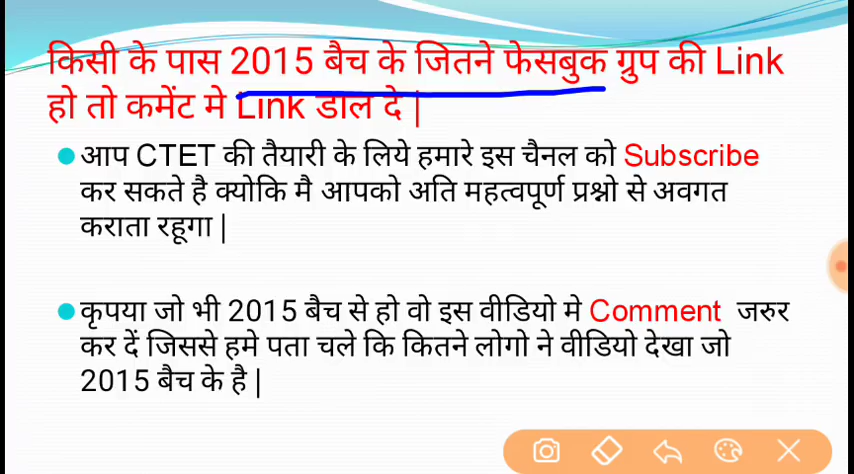 किसी के पास 2015 बैच के जितने फेसबुक ग्रुप की Link
हो तो कमेंट मे Link डाल दे |
आप CTET की तैयारी के लिये हमारे इस चैनल को Subscribe
कर सकते है क्योकि मै आपको अति महत्वपूर्ण प्रश्नो से अवगत
कराता रहूगा |
कृपया जो भी 2015 बैच से हो वो इस वीडियो मे Comment जरुर
कर दें जिससे हमे पता चले कि कितने लोगो ने वीडियो देखा जो
2015 बैच के है |